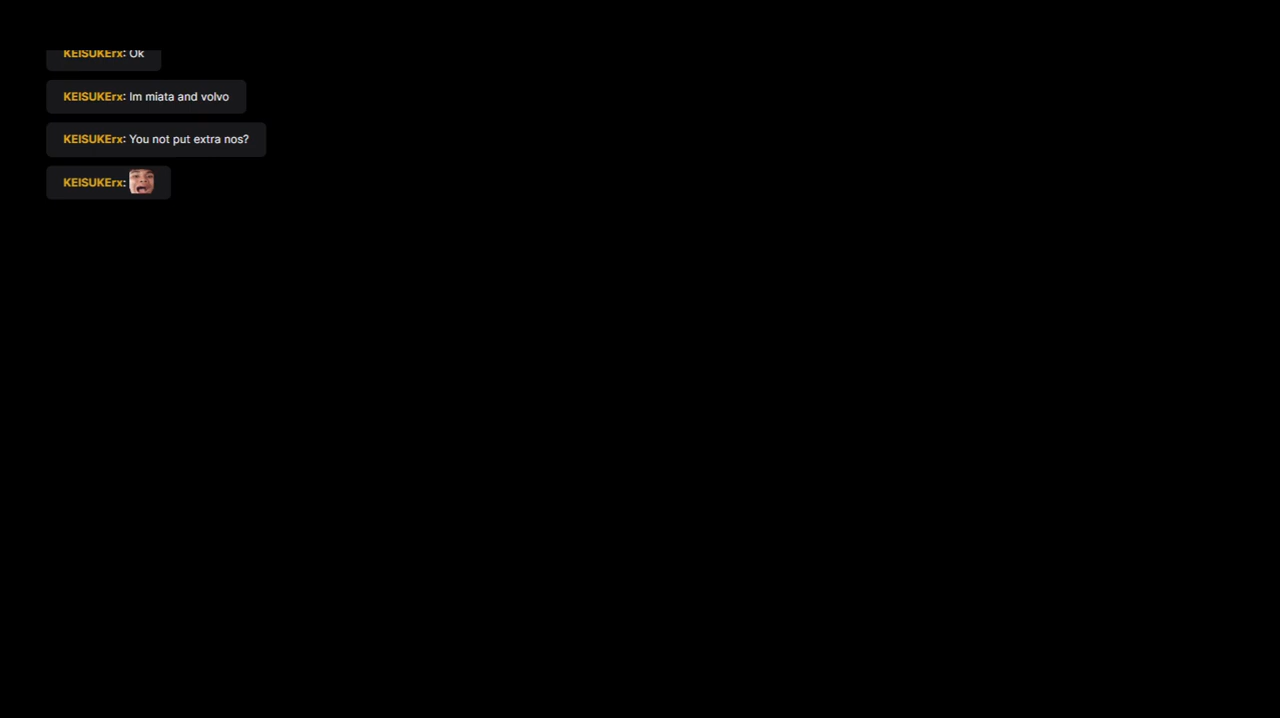 KEISUKErx: Ok
KEISUKErx: Im miata and volvo
KEISUKErx: You not put extra nos?
KEISUKErx: